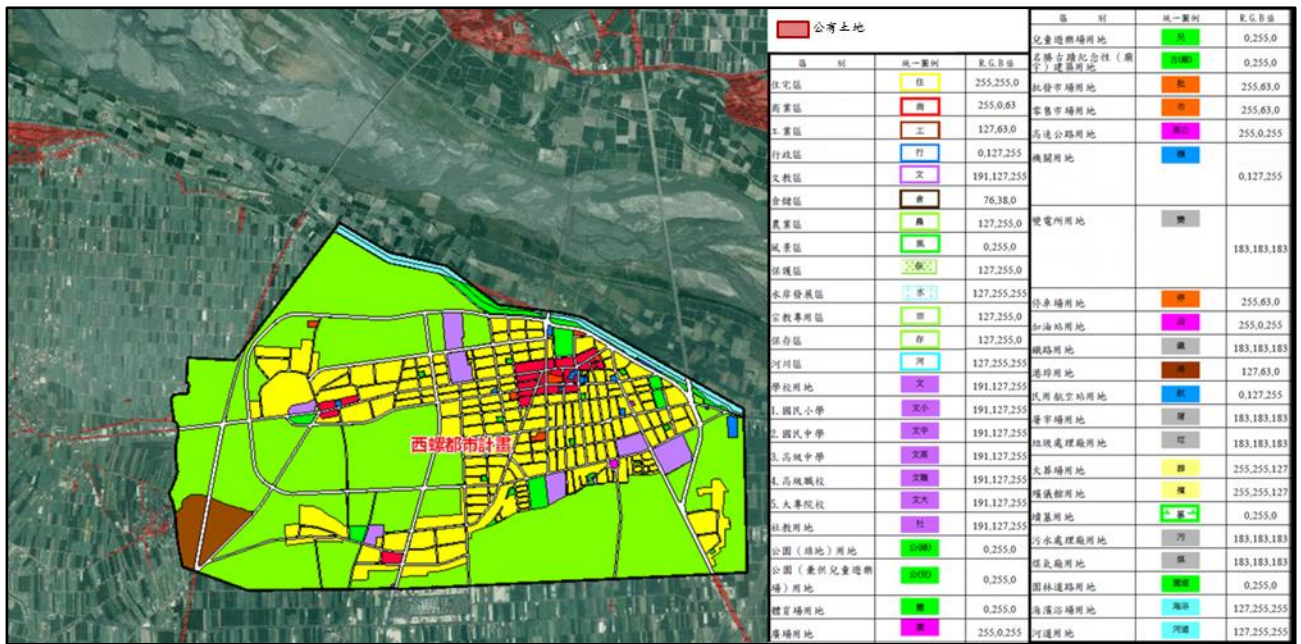 西螺都市計畫
公有土地
區 別 統一圖例 R.G.B值
住宅區 住 255,255,0
商業區 商 255,0,63
工業區 工 127,63,0
行政區 行 0,127,255
文教區 文 191,127,255
倉儲區 倉 76,38,0
農業區 農 127,255,0
風景區 風 0,255,0
保護區 保 127,255,0
水岸發展區 水 127,255,255
宗教專用區 宗 127,255,0
保存區 存 127,255,0
河川區 河 127,255,255
學校用地 文 191,127,255
1.國民小學 文小 191,127,255
2.國民中學 文中 191,127,255
3.高級中學 文高 191,127,255
4.高級職校 文職 191,127,255
5.大專院校 文大 191,127,255
社教用地 社 191,127,255
公園(綠地)用地 公(綠) 0,255,0
公園(兼供兒童遊樂
場)用地 公(兒) 0,255,0
體育場用地 體 0,255,0
廣場用地 廣 255,0,255
區 別 統一圖例 R.G.B值
兒童遊樂場用地 兒 0,255,0
名勝古蹟紀念性(廟
宇)建築用地 古(廟) 0,255,0
批發市場用地 批 255,63,0
零售市場用地 市 255,63,0
高速公路用地 高公 255,0,255
機關用地 機 0,127,255
變電所用地 變 183,183,183
停車場用地 停 255,63,0
加油站用地 油 255,0,255
鐵路用地 鐵 183,183,183
港埠用地 港 127,63,0
民用航空站用地 航 0,127,255
屠宰場用地 屠 183,183,183
垃圾處理廠用地 垃 183,183,183
火葬場用地 葬 255,255,127
殯儀館用地 殯 255,255,127
墳墓用地 墓 0,255,0
污水處理廠用地 污 183,183,183
煤氣廠用地 煤 183,183,183
園林道路用地 園道 0,255,0
海濱浴場用地 海浴 127,255,255
河道用地 河道 127,255,255